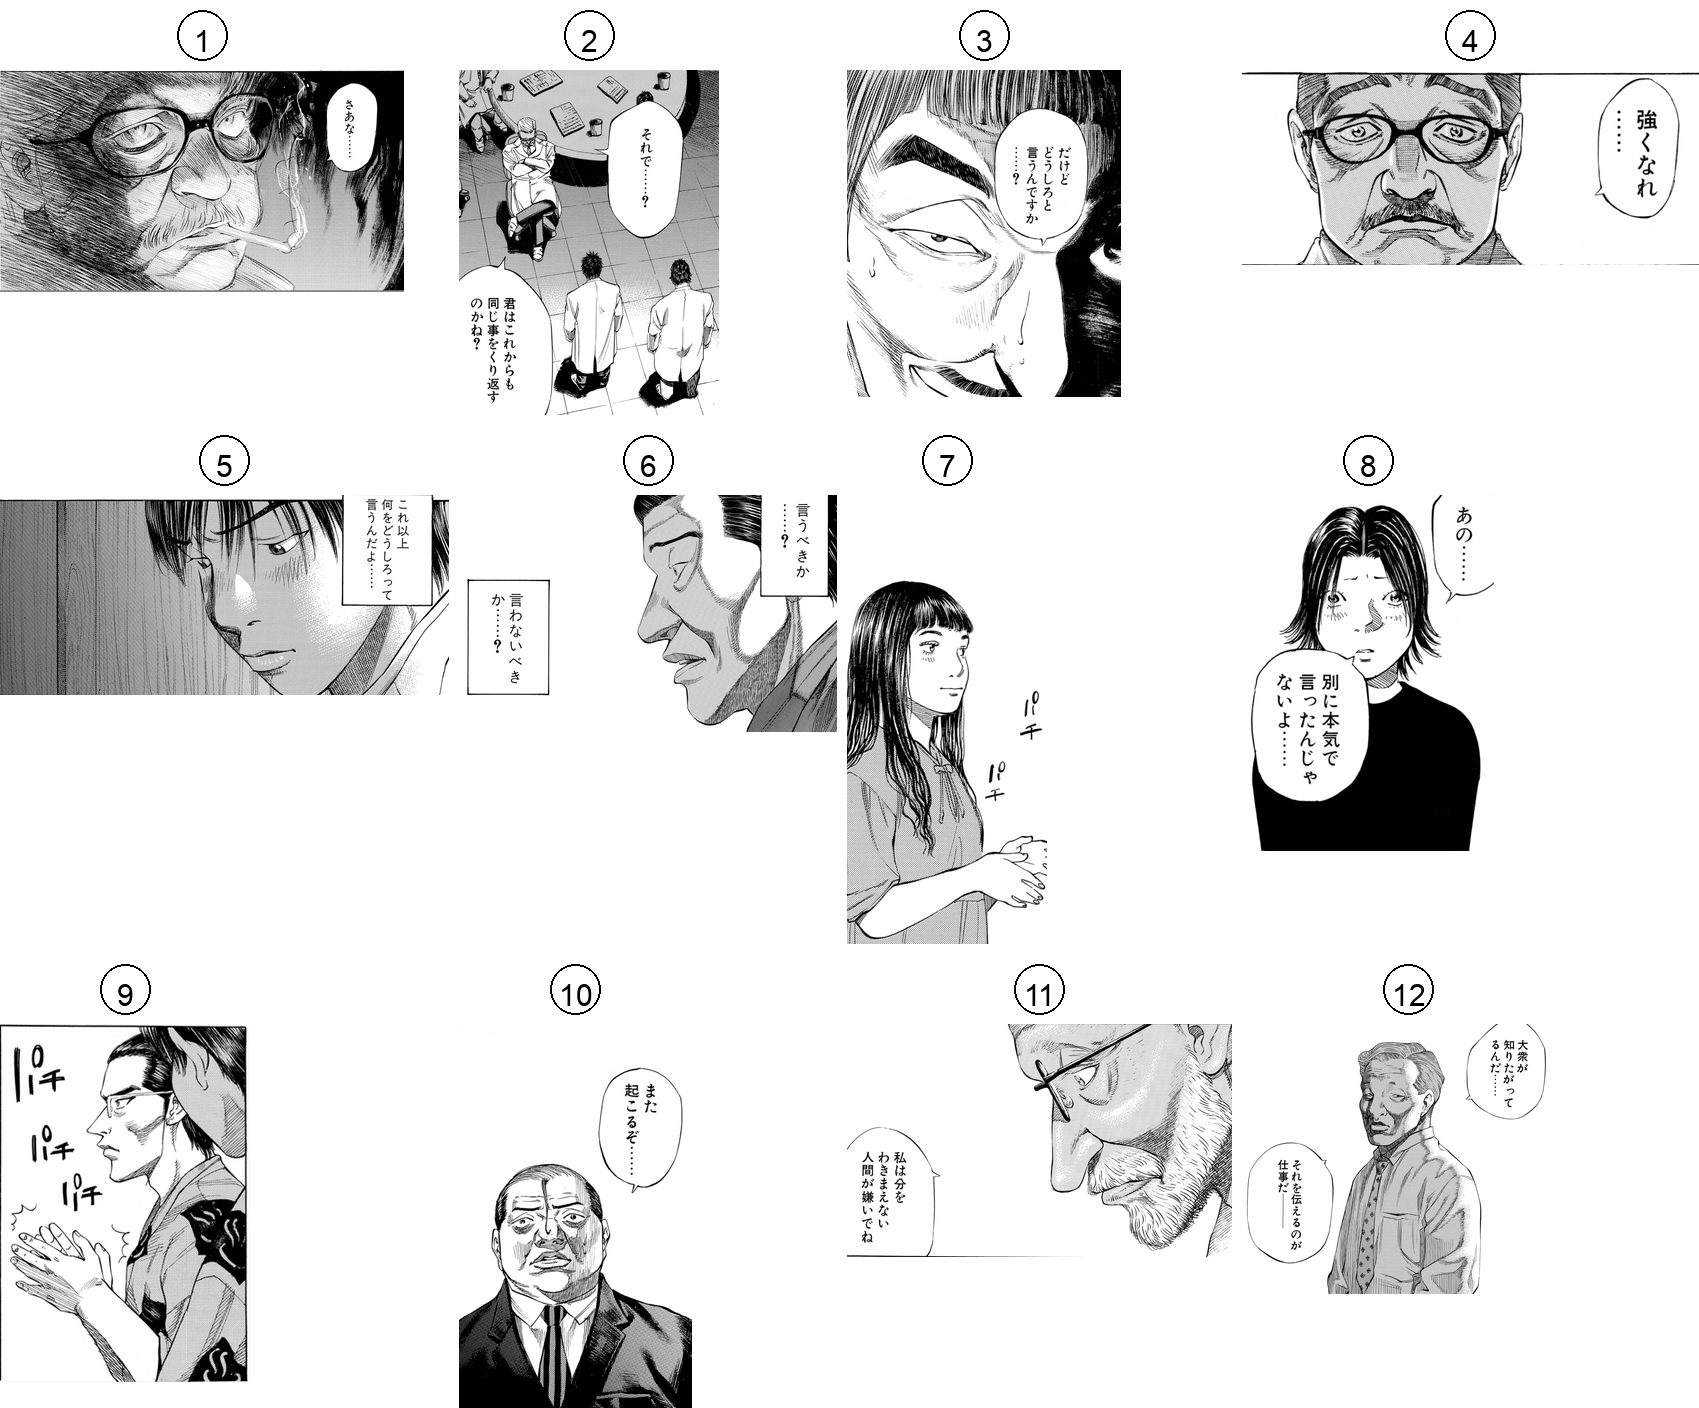 1
さあな……
2
それで……？
君はこれからも
同じ事をくり返す
のかね？
3
だけど
どうしろと
言うんですか
……？
4
強くなれ
……
5
これ以上
何をどうしろって
言うんだよ……
6
言うべきか
……？
言わないべき
か……？
7
パチ
パチ
8
あの……
別に本気で
言ったんじゃ
ないよ……
9
パチ
パチ
パチ
10
また
起こるぞ……
11
私は分を
わきまえない
人間が嫌いでね
12
大衆が
知りたがって
るんだ……
それを伝えるのが
仕事だ――